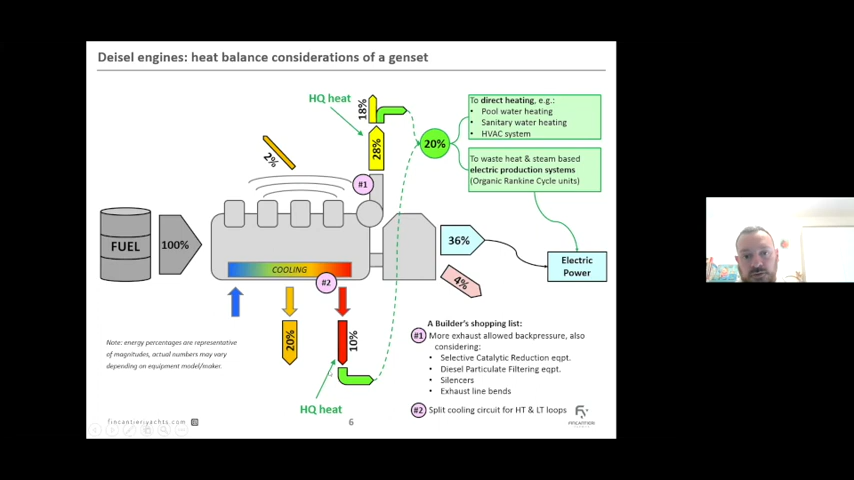 Deisel engines: heat balance considerations of a genset
HQ heat
18%
28%
2%
#1
20%
To direct heating, e.g.:
• Pool water heating
• Sanitary water heating
• HVAC system
To waste heat & steam based
electric production systems
(Organic Rankine Cycle units)
FUEL
100%
COOLING
#2
36%
4%
Electric
Power
20%
10%
HQ heat
Note: energy percentages are representative
of magnitudes, actual numbers may vary
depending on equipment model/maker.
A Builder's shopping list:
#1 More exhaust allowed backpressure, also
considering:
• Selective Catalytic Reduction eqpt.
• Diesel Particulate Filtering eqpt.
• Silencers
• Exhaust line bends
#2 Split cooling circuit for HT & LT loops
fincantieriyachts.com
6
FINCANTIERI